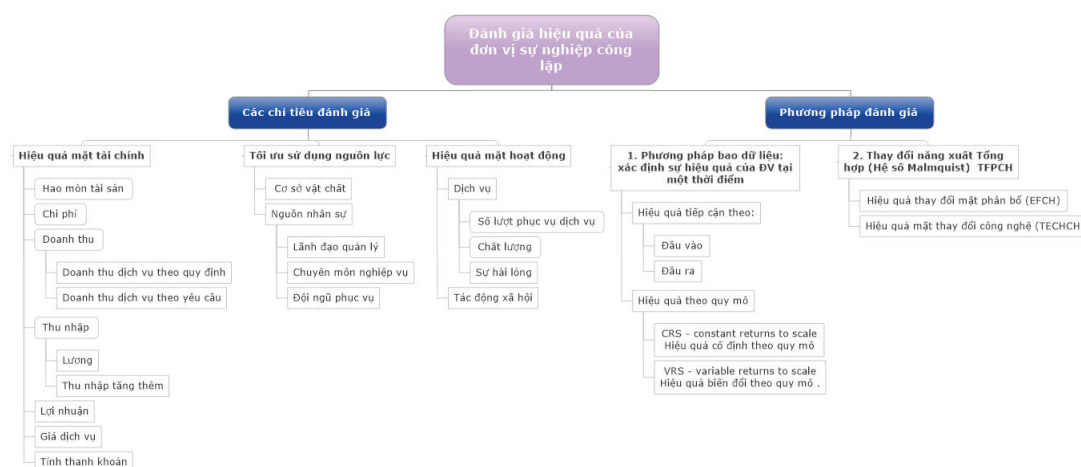 Đánh giá hiệu quả của
đơn vị sự nghiệp công
lập
Các chỉ tiêu đánh giá
Hiệu quả mặt tài chính
Hao mòn tài sản
Chi phí
Doanh thu
Doanh thu dịch vụ theo quy định
Doanh thu dịch vụ theo yêu cầu
Thu nhập
Lương
Thu nhập tăng thêm
Lợi nhuận
Giá dịch vụ
Tính thanh khoản
Tối ưu sử dụng nguồn lực
Cơ sở vật chất
Nguồn nhân sự
Lãnh đạo quản lý
Chuyên môn nghiệp vụ
Đội ngũ phục vụ
Hiệu quả mặt hoạt động
Dịch vụ
Số lượt phục vụ dịch vụ
Chất lượng
Sự hài lòng
Tác động xã hội
Phương pháp đánh giá
1. Phương pháp bao dữ liệu:
xác định sự hiệu quả của ĐV tại
một thời điểm
Hiệu quả tiếp cận theo:
Đầu vào
Đầu ra
Hiệu quả theo quy mô
CRS - constant returns to scale
Hiệu quả cố định theo quy mô
VRS - variable returns to scale
Hiệu quả biến đổi theo quy mô .
2. Thay đổi năng xuất Tổng
hợp (Hệ số Malmquist) TFPCH
Hiệu quả thay đổi mặt phân bổ (EFCH)
Hiệu quả mặt thay đổi công nghệ (TECHCH